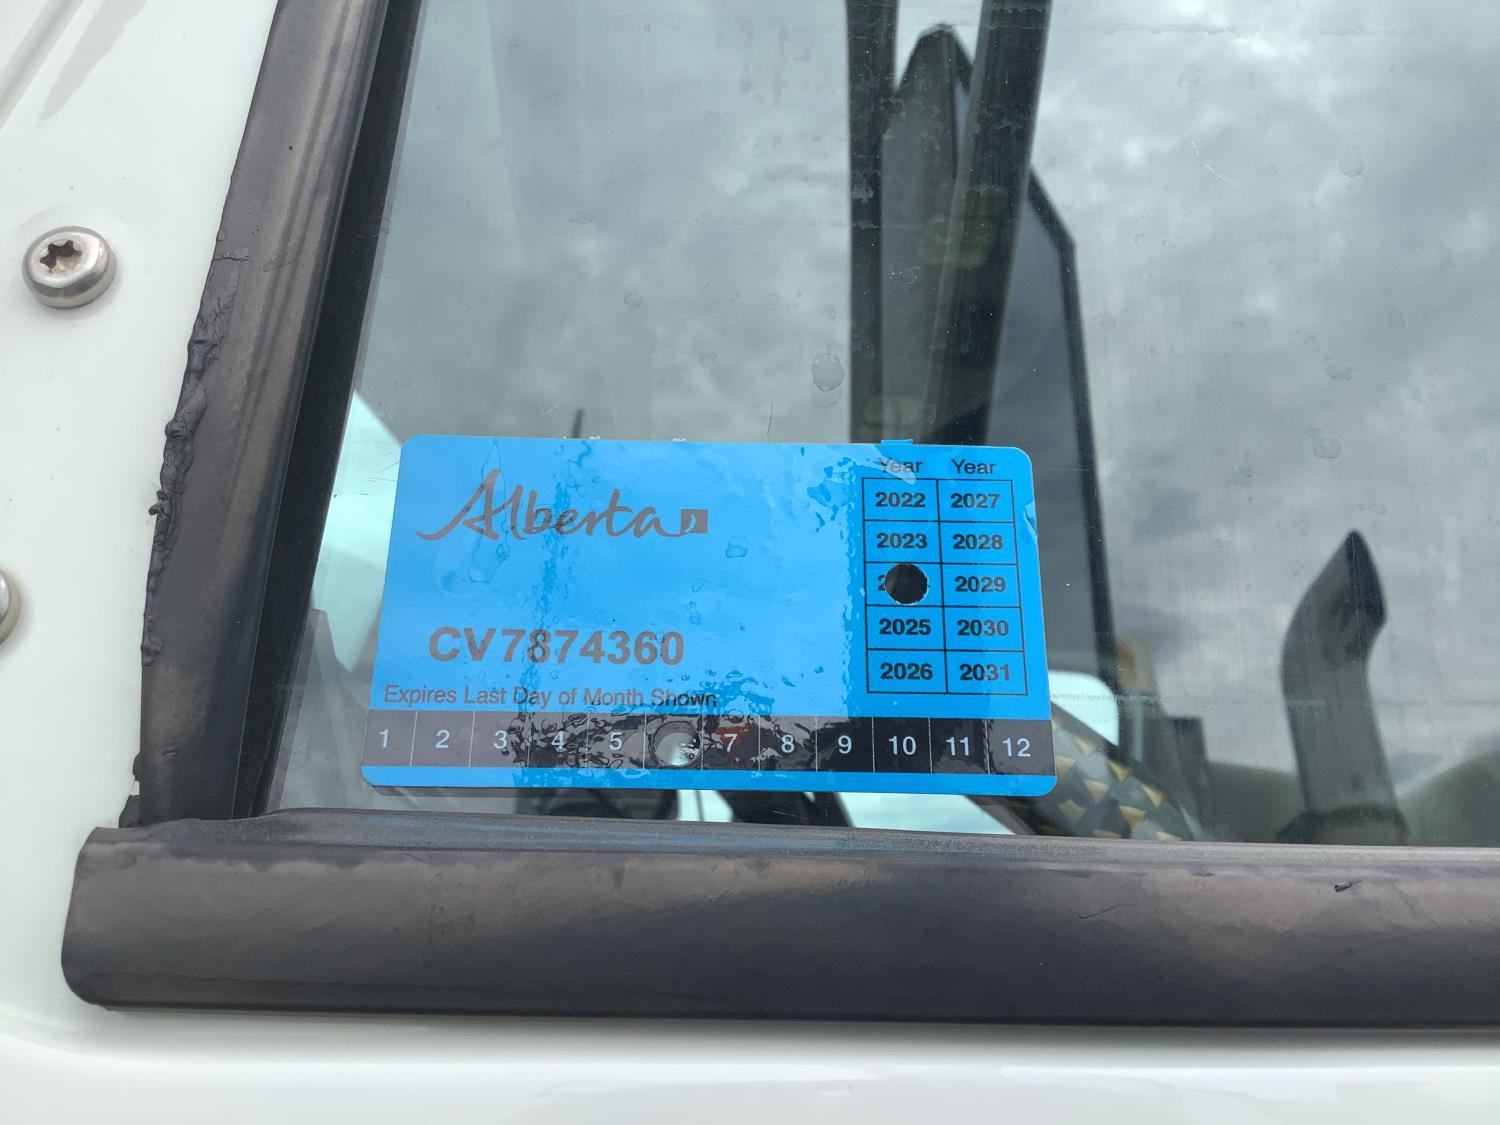 Alberta
Year Year
2022 2027
2023 2028
2029
2025 2030
2026 2031
CV7874360
Expires Last Day of Month Shown
1 2 3 4 5 7 8 9 10 11 12